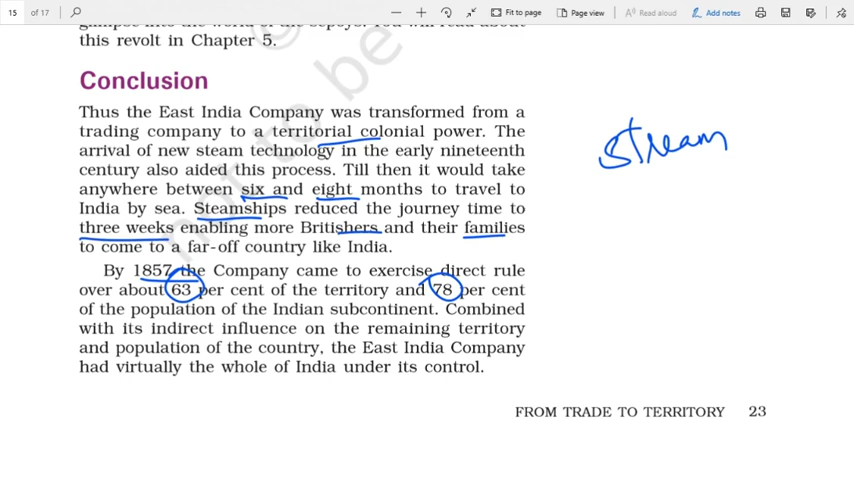 15 of 17 Fit to page Page view Read aloud Add notes
this revolt in Chapter 5.
Conclusion
Thus the East India Company was transformed from a
trading company to a territorial colonial power. The
arrival of new steam technology in the early nineteenth
century also aided this process. Till then it would take
anywhere between six and eight months to travel to
India by sea. Steamships reduced the journey time to
three weeks enabling more Britishers and their families
to come to a far-off country like India.
By 1857 the Company came to exercise direct rule
over about 63 per cent of the territory and 78 per cent
of the population of the Indian subcontinent. Combined
with its indirect influence on the remaining territory
and population of the country, the East India Company
had virtually the whole of India under its control.
Stream
not to be
FROM TRADE TO TERRITORY 23